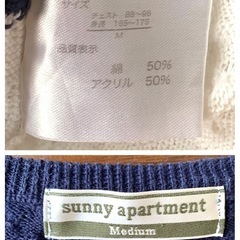 サイズ
チェスト 88~96
身長 165~175
M
品質表示
綿 50%
アクリル 50%
sunny apartment
Medium